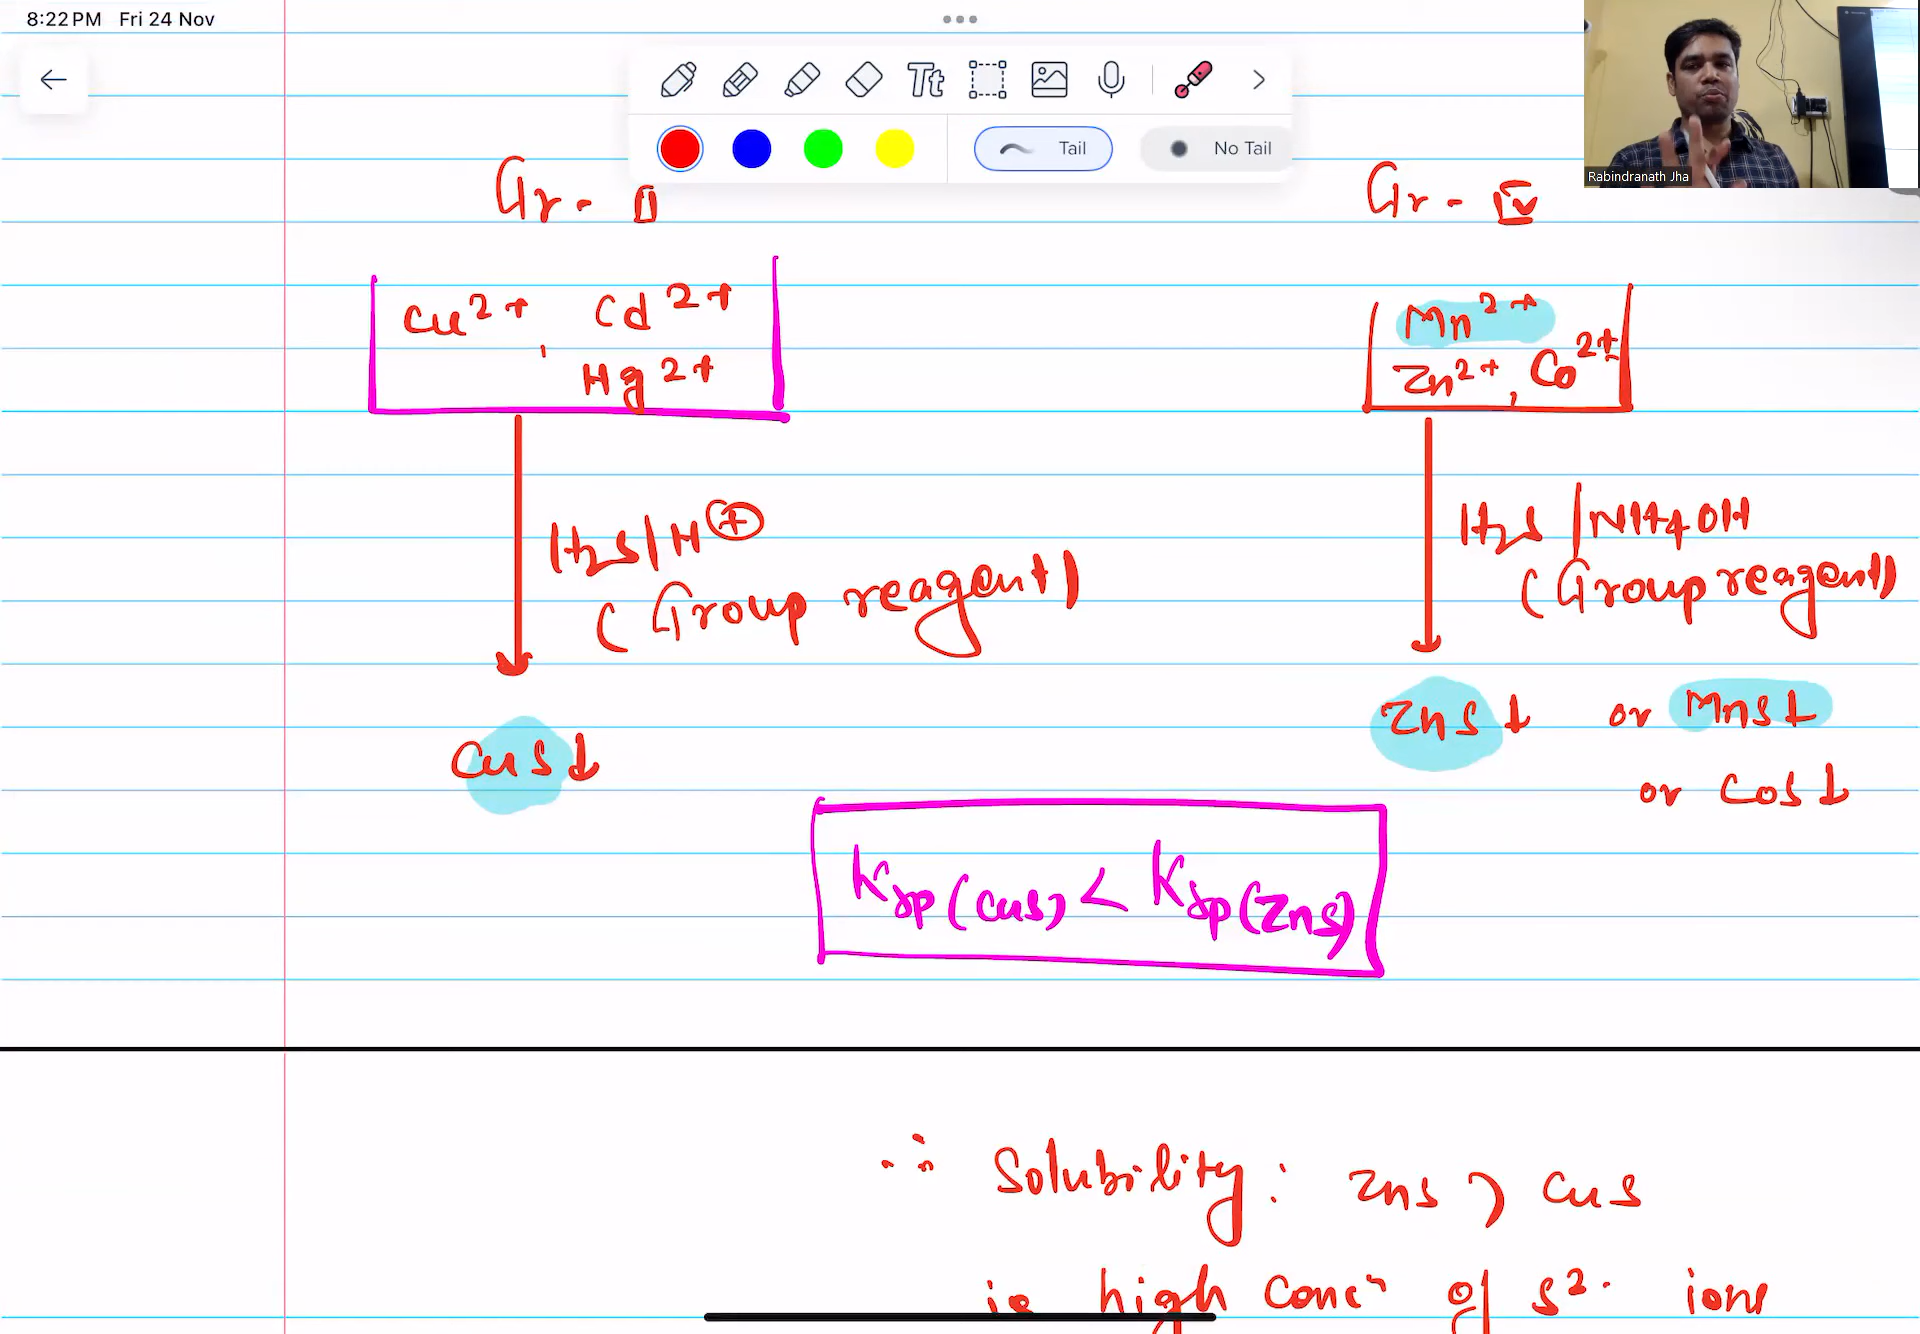 8:22 PM Fri 24 Nov
Tt
Tail No Tail
Rabindranath Jha
Gr - II
Gr - IV
Cu2+, Cd2+
Hg2+
Mn2+
Zn2+, Co2+
H2S | H+
(Group reagent)
H2S | NH4OH
(Group reagent)
CuS↓
ZnS↓ or MnS↓
or CoS↓
Ksp(CuS) < Ksp(ZnS)
∴ Solubility : ZnS > CuS
ie high concn of S2- ions